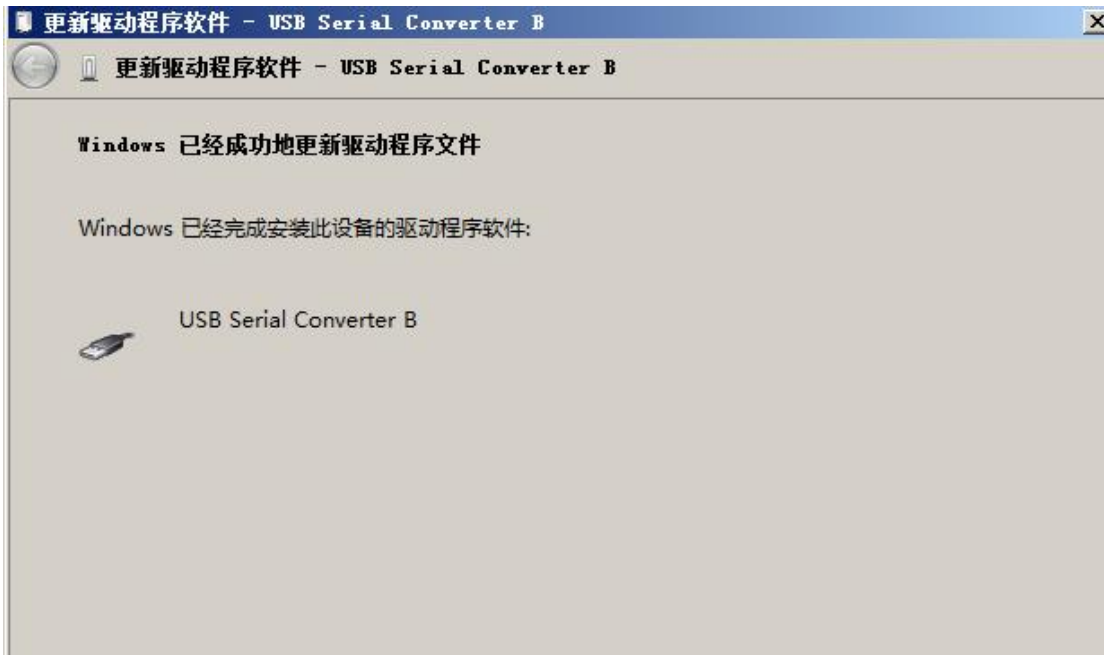 更新驱动程序软件 - USB Serial Converter B
更新驱动程序软件 - USB Serial Converter B
Windows 已经成功地更新驱动程序文件
Windows 已经完成安装此设备的驱动程序软件:
USB Serial Converter B